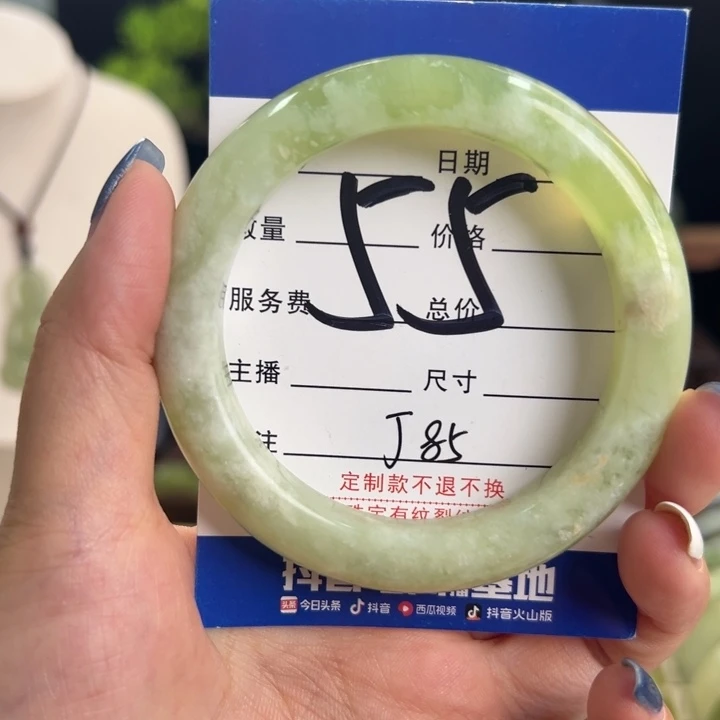 日期
55
量 价格
服务费 总价
主播 尺寸
注 J85
定制款不退不换
今日头条 抖音 西瓜视频 抖音火山版